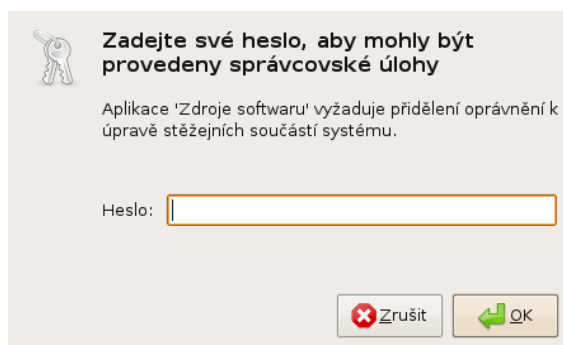 Zadejte své heslo, aby mohly být
provedeny správcovské úlohy
Aplikace 'Zdroje softwaru' vyžaduje přidělení oprávnění k
úpravě stěžejních součástí systému.
Heslo:
Zrušit OK